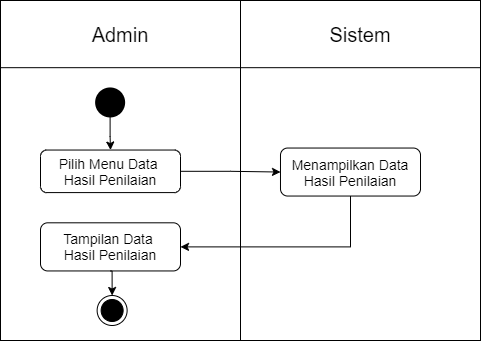 Admin
Sistem
Pilih Menu Data
Hasil Penilaian
Menampilkan Data
Hasil Penilaian
Tampilan Data
Hasil Penilaian